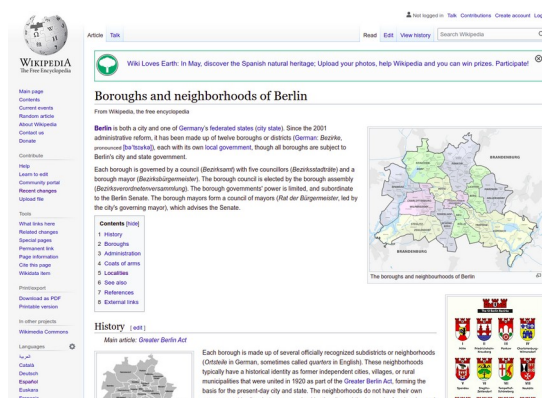 Not logged in Talk Contributions Create account Log
Article Talk
Read Edit View history Search Wikipedia
WIKIPEDIA
The Free Encyclopedia
Main page
Contents
Current events
Random article
About Wikipedia
Contact us
Donate
Contribute
Help
Learn to edit
Community portal
Recent changes
Upload file
Tools
What links here
Related changes
Special pages
Permanent link
Page information
Cite this page
Wikidata item
Print/export
Download as PDF
Printable version
In other projects
Wikimedia Commons
Languages
العربية
Català
Deutsch
Español
Euskara
Wiki Loves Earth: In May, discover the Spanish natural heritage; Upload your photos, help Wikipedia and you can win prizes. Participate!
Boroughs and neighborhoods of Berlin
From Wikipedia, the free encyclopedia
Berlin is both a city and one of Germany's federated states (city state). Since the 2001
administrative reform, it has been made up of twelve boroughs or districts (German: Bezirke,
pronounced [bəˈtsɪʁkə]), each with its own local government, though all boroughs are subject to
Berlin's city and state government.
Each borough is governed by a council (Bezirksamt) with five councillors (Bezirksstadträte) and a
borough mayor (Bezirksbürgermeister). The borough council is elected by the borough assembly
(Bezirksverordnetenversammlung). The borough governments' power is limited, and subordinate
to the Berlin Senate. The borough mayors form a council of mayors (Rat der Bürgermeister, led by
the city's governing mayor), which advises the Senate.
Contents [hide]
1 History
2 Boroughs
3 Administration
4 Coats of arms
5 Localities
6 See also
7 References
8 External links
BRANDENBURG
BRANDENBURG
The boroughs and neighbourhoods of Berlin
History [ edit ]
Main article: Greater Berlin Act
Each borough is made up of several officially recognized subdistricts or neighborhoods
(Ortsteile in German, sometimes called quarters in English). These neighborhoods
typically have a historical identity as former independent cities, villages, or rural
municipalities that were united in 1920 as part of the Greater Berlin Act, forming the
basis for the present-day city and state. The neighborhoods do not have their own